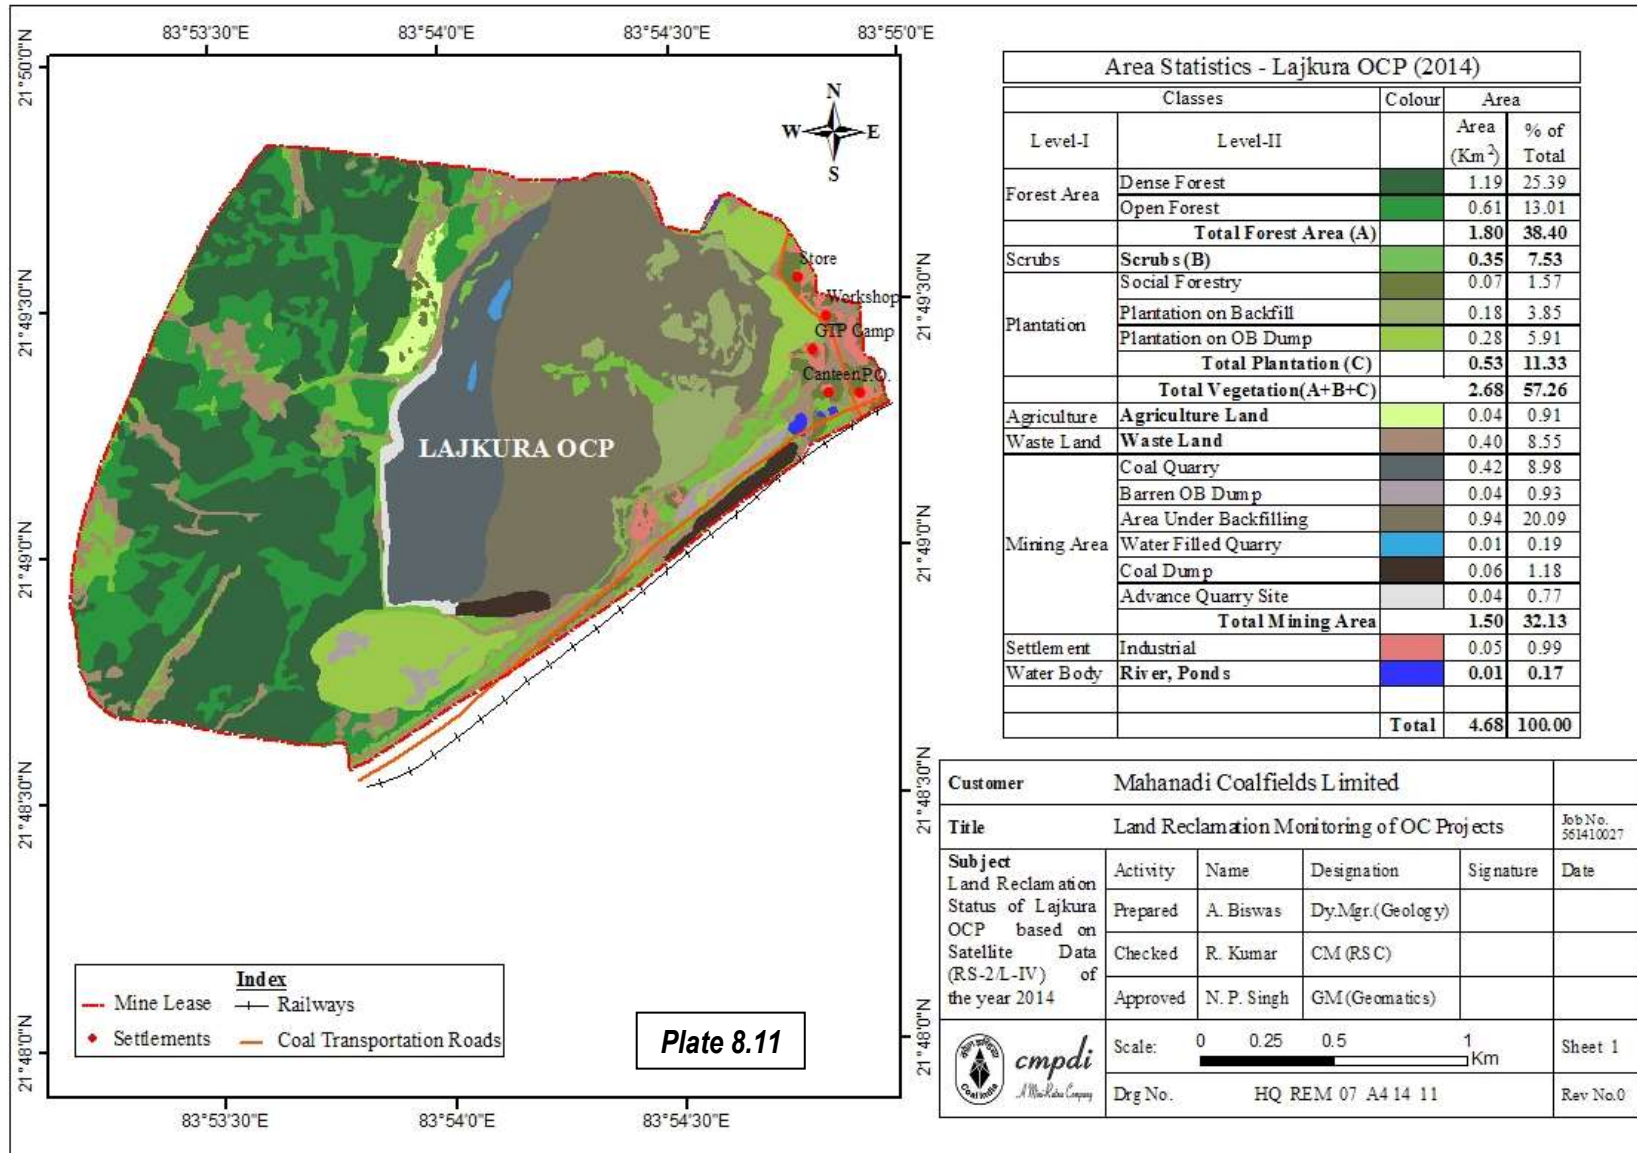 83°53'30"E 83°54'0"E 83°54'30"E 83°55'0"E
21°50'0"N
21°49'30"N
21°49'0"N
21°48'30"N
21°48'0"N
N
W E
S
Store
Workshop
GTP Camp
Canteen P.O.
LAJKURA OCP
21°49'30"N
21°49'0"N
21°48'30"N
21°48'0"N
Index
Mine Lease Railways
Settlements Coal Transportation Roads
Plate 8.11
83°53'30"E 83°54'0"E 83°54'30"E
Area Statistics - Lajkura OCP (2014)
Classes Colour Area
Level-I Level-II Area (Km²) % of Total
Forest Area Dense Forest 1.19 25.39
Open Forest 0.61 13.01
Total Forest Area (A) 1.80 38.40
Scrubs Scrubs (B) 0.35 7.53
Plantation Social Forestry 0.07 1.57
Plantation on Backfill 0.18 3.85
Plantation on OB Dump 0.28 5.91
Total Plantation (C) 0.53 11.33
Total Vegetation(A+B+C) 2.68 57.26
Agriculture Agriculture Land 0.04 0.91
Waste Land Waste Land 0.40 8.55
Mining Area Coal Quarry 0.42 8.98
Barren OB Dump 0.04 0.93
Area Under Backfilling 0.94 20.09
Water Filled Quarry 0.01 0.19
Coal Dump 0.06 1.18
Advance Quarry Site 0.04 0.77
Total Mining Area 1.50 32.13
Settlement Industrial 0.05 0.99
Water Body River, Ponds 0.01 0.17
Total 4.68 100.00
Customer Mahanadi Coalfields Limited
Title Land Reclamation Monitoring of OC Projects Job No. 561410027
Subject
Land Reclamation
Status of Lajkura
OCP based on
Satellite Data
(RS-2/L-IV) of
the year 2014
Activity Name Designation Signature Date
Prepared A. Biswas Dy.Mgr.(Geology)
Checked R. Kumar CM (RSC)
Approved N. P. Singh GM (Geomatics)
Coal India
cmpdi
A Mini Ratna Company
Scale: 0 0.25 0.5 1 Km
Sheet 1
Drg No. HQ REM 07 A4 14 11
Rev No.0